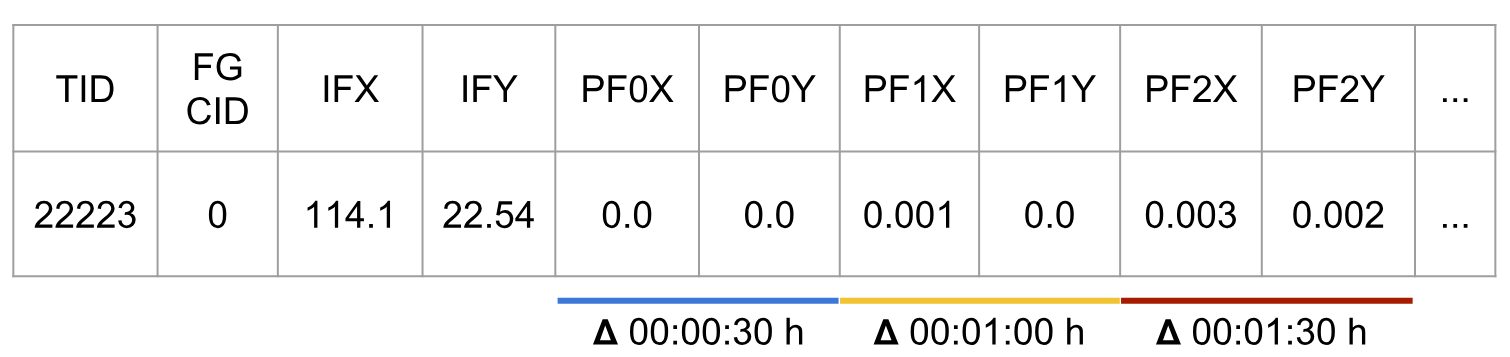 TID FG CID IFX IFY PF0X PF0Y PF1X PF1Y PF2X PF2Y ...
22223 0 114.1 22.54 0.0 0.0 0.001 0.0 0.003 0.002 ...
Δ 00:00:30 h Δ 00:01:00 h Δ 00:01:30 h